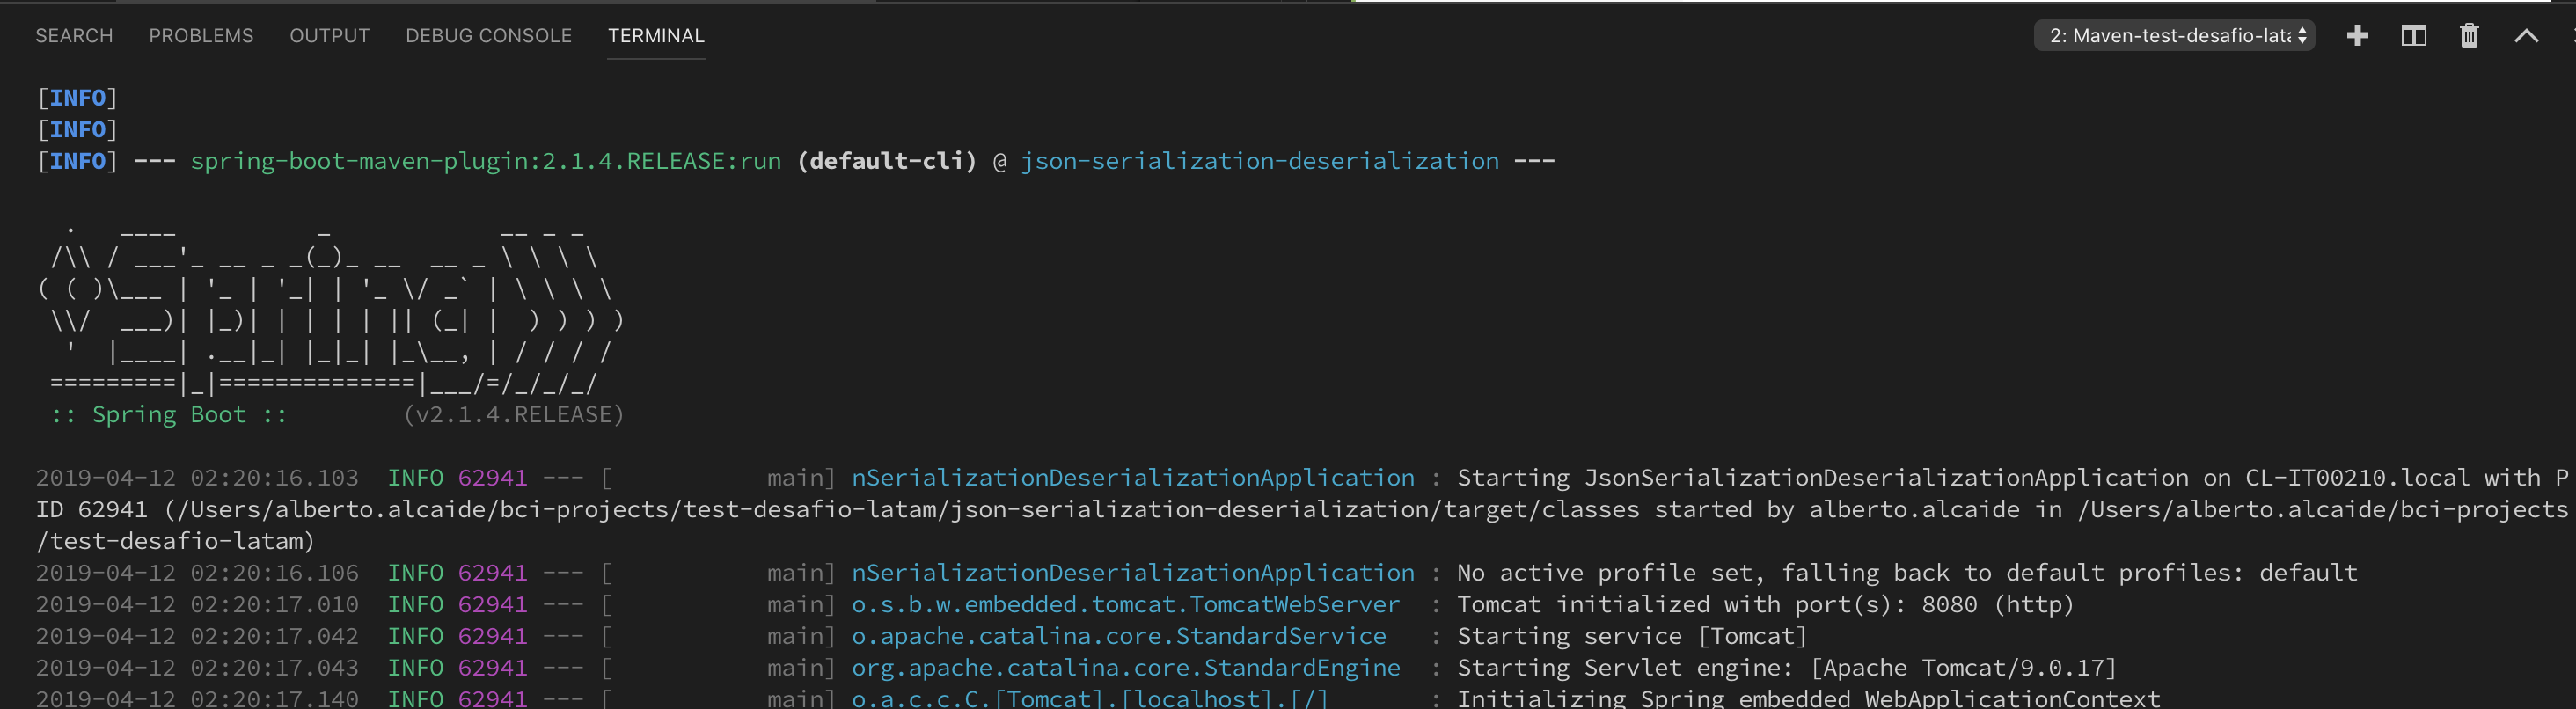 SEARCH PROBLEMS OUTPUT DEBUG CONSOLE TERMINAL 2: Maven-test-desafio-lata
[INFO]
[INFO]
[INFO] --- spring-boot-maven-plugin:2.1.4.RELEASE:run (default-cli) @ json-serialization-deserialization ---
  .   ____          _            __ _ _
 /\\ / ___'_ __ _ _(_)_ __  __ _ \ \ \ \
( ( )\___ | '_ | '_| | '_ \/ _` | \ \ \ \
 \\/  ___)| |_)| | | | | || (_| |  ) ) ) )
  '  |____| .__|_| |_|_| |_\__, | / / / /
 =========|_|==============|___/=/_/_/_/
 :: Spring Boot ::        (v2.1.4.RELEASE)
2019-04-12 02:20:16.103  INFO 62941 --- [           main] nSerializationDeserializationApplication : Starting JsonSerializationDeserializationApplication on CL-IT00210.local with P
ID 62941 (/Users/alberto.alcaide/bci-projects/test-desafio-latam/json-serialization-deserialization/target/classes started by alberto.alcaide in /Users/alberto.alcaide/bci-projects
/test-desafio-latam)
2019-04-12 02:20:16.106  INFO 62941 --- [           main] nSerializationDeserializationApplication : No active profile set, falling back to default profiles: default
2019-04-12 02:20:17.010  INFO 62941 --- [           main] o.s.b.w.embedded.tomcat.TomcatWebServer  : Tomcat initialized with port(s): 8080 (http)
2019-04-12 02:20:17.042  INFO 62941 --- [           main] o.apache.catalina.core.StandardService   : Starting service [Tomcat]
2019-04-12 02:20:17.043  INFO 62941 --- [           main] org.apache.catalina.core.StandardEngine  : Starting Servlet engine: [Apache Tomcat/9.0.17]
2019-04-12 02:20:17.140  INFO 62941 --- [           main] o.a.c.c.C.[Tomcat].[localhost].[/]       : Initializing Spring embedded WebApplicationContext